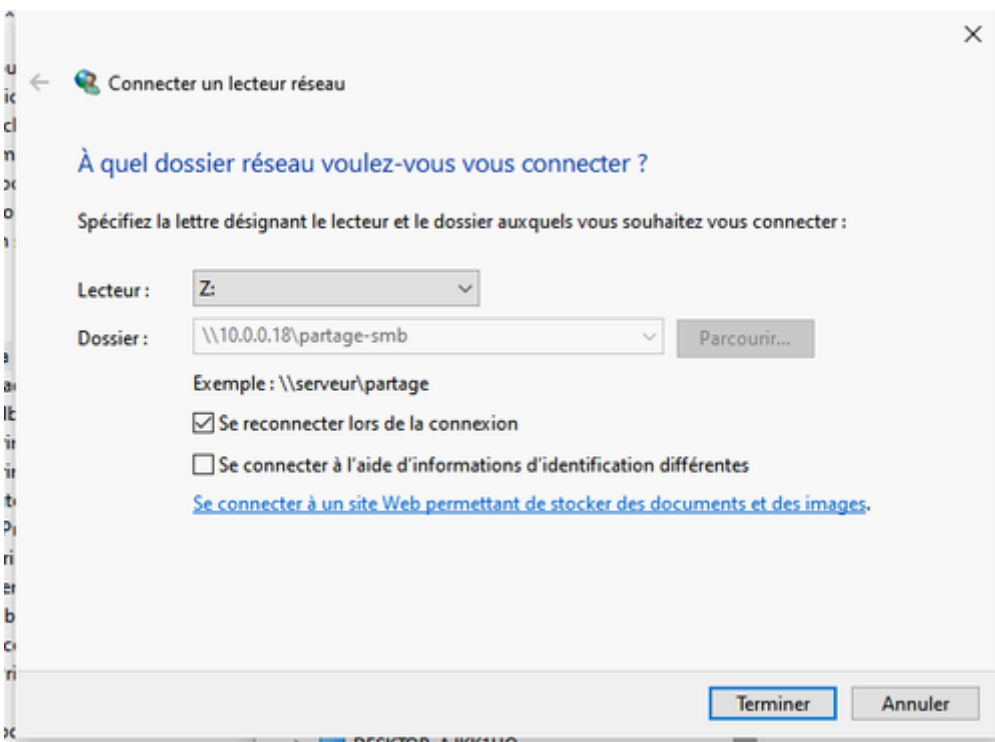 Connecter un lecteur réseau
À quel dossier réseau voulez-vous vous connecter ?
Spécifiez la lettre désignant le lecteur et le dossier auxquels vous souhaitez vous connecter :
Lecteur : Z:
Dossier : \\10.0.0.18\partage-smb Parcourir...
Exemple : \\serveur\partage
Se reconnecter lors de la connexion
Se connecter à l'aide d'informations d'identification différentes
Se connecter à un site Web permettant de stocker des documents et des images.
Terminer Annuler